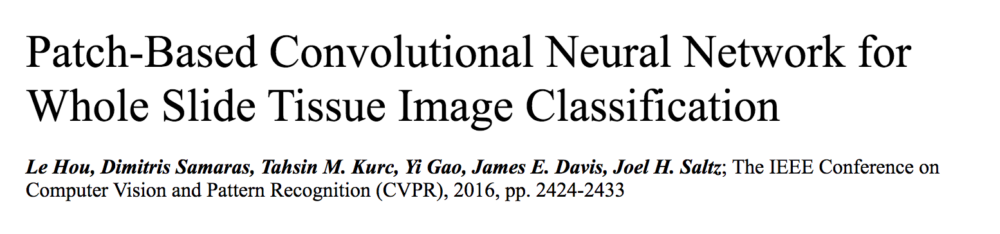 Patch-Based Convolutional Neural Network for
Whole Slide Tissue Image Classification
Le Hou, Dimitris Samaras, Tahsin M. Kurc, Yi Gao, James E. Davis, Joel H. Saltz; The IEEE Conference on
Computer Vision and Pattern Recognition (CVPR), 2016, pp. 2424-2433